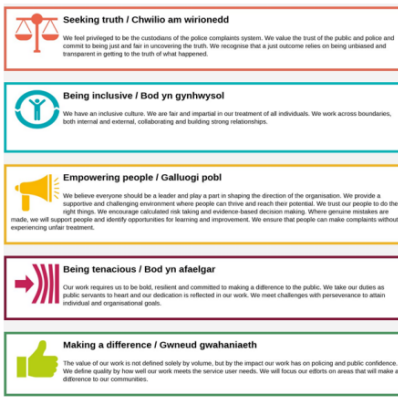 Seeking truth / Chwilio am wirionedd
We feel privileged to be the custodians of the police complaints system. We value the trust of the public and police and
commit to being just and fair in uncovering the truth. We recognise that a just outcome relies on being unbiased and
transparent in getting to the truth of what happened.
Being inclusive / Bod yn gynhwysol
We have an inclusive culture. We are fair and impartial in our treatment of all individuals. We work across boundaries,
both internal and external, collaborating and building strong relationships.
Empowering people / Galluogi pobl
We believe everyone should be a leader and play a part in shaping the direction of the organisation. We provide a
supportive and challenging environment where people can thrive and reach their potential. We trust our people to do the
right things. We encourage calculated risk taking and evidence-based decision making. Where genuine mistakes are
made, we will support people and identify opportunities for learning and improvement. We ensure that people can make complaints without
experiencing unfair treatment.
Being tenacious / Bod yn afaelgar
Our work requires us to be bold, resilient and committed to making a difference to the public. We take our duties as
public servants to heart and our dedication is reflected in our work. We meet challenges with perseverance to attain
individual and organisational goals.
Making a difference / Gwneud gwahaniaeth
The value of our work is not defined solely by volume, but by the impact our work has on policing and public confidence.
We define quality by how well our work meets the service user needs. We will focus our efforts on areas that will make a
difference to our communities.